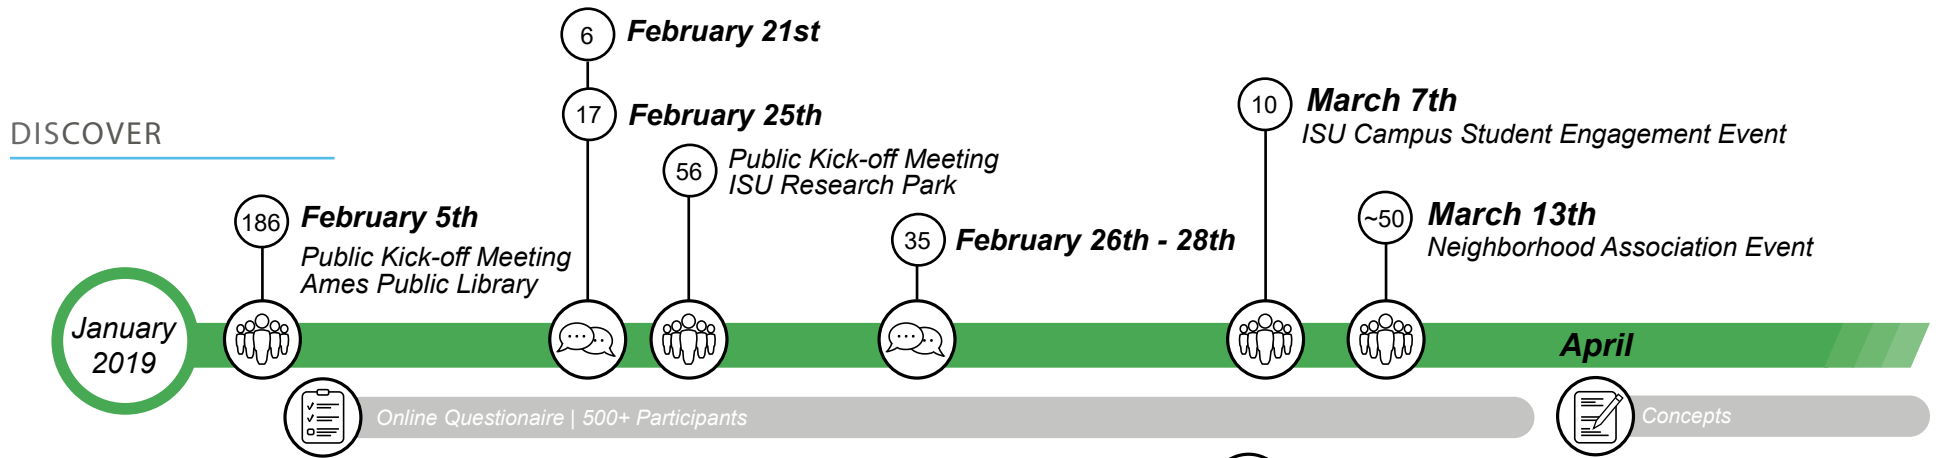 DISCOVER
January
2019
186
February 5th
Public Kick-off Meeting
Ames Public Library
6
February 21st
17
February 25th
56
Public Kick-off Meeting
ISU Research Park
35
February 26th - 28th
10
March 7th
ISU Campus Student Engagement Event
~50
March 13th
Neighborhood Association Event
April
Online Questionaire | 500+ Participants
Concepts